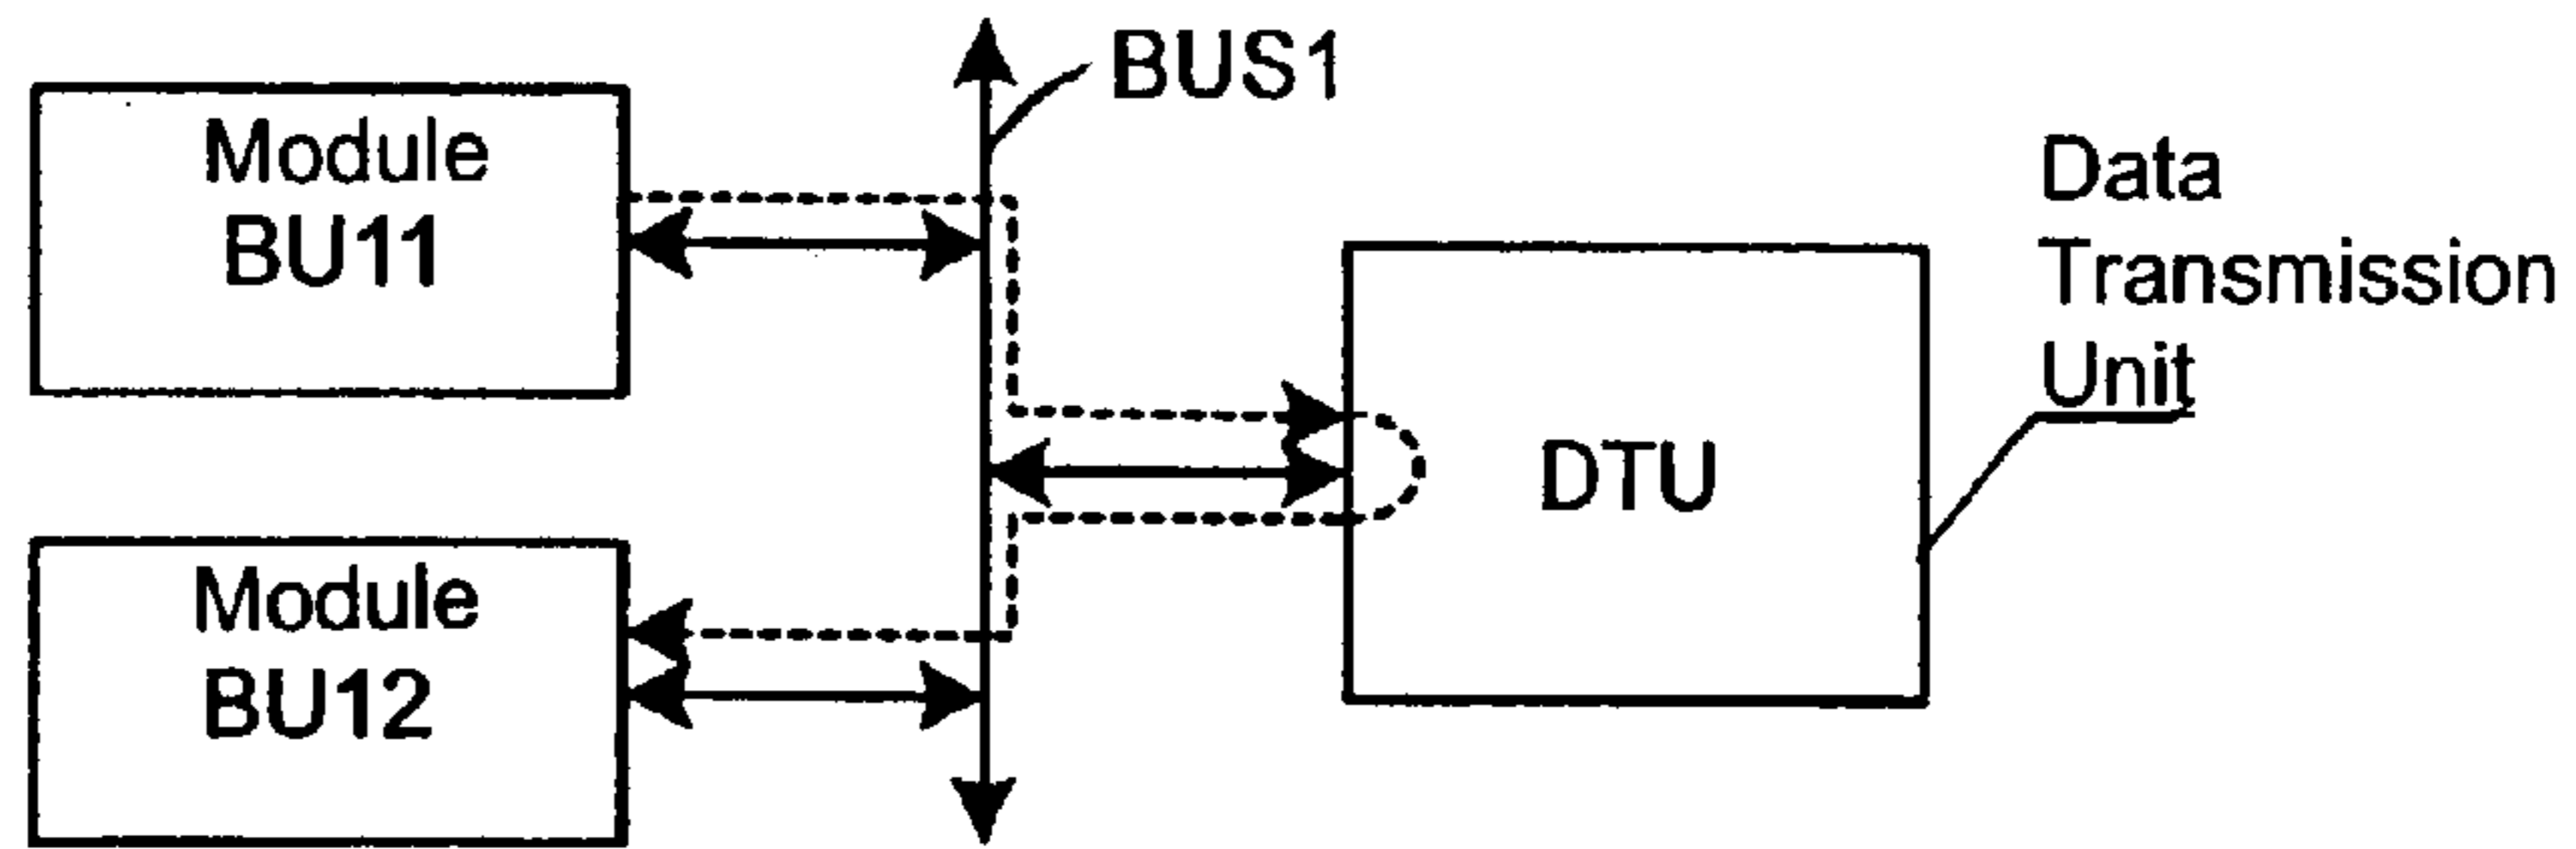 BUS1
Module
BU11
Data
Transmission
Unit
DTU
Module
BU12